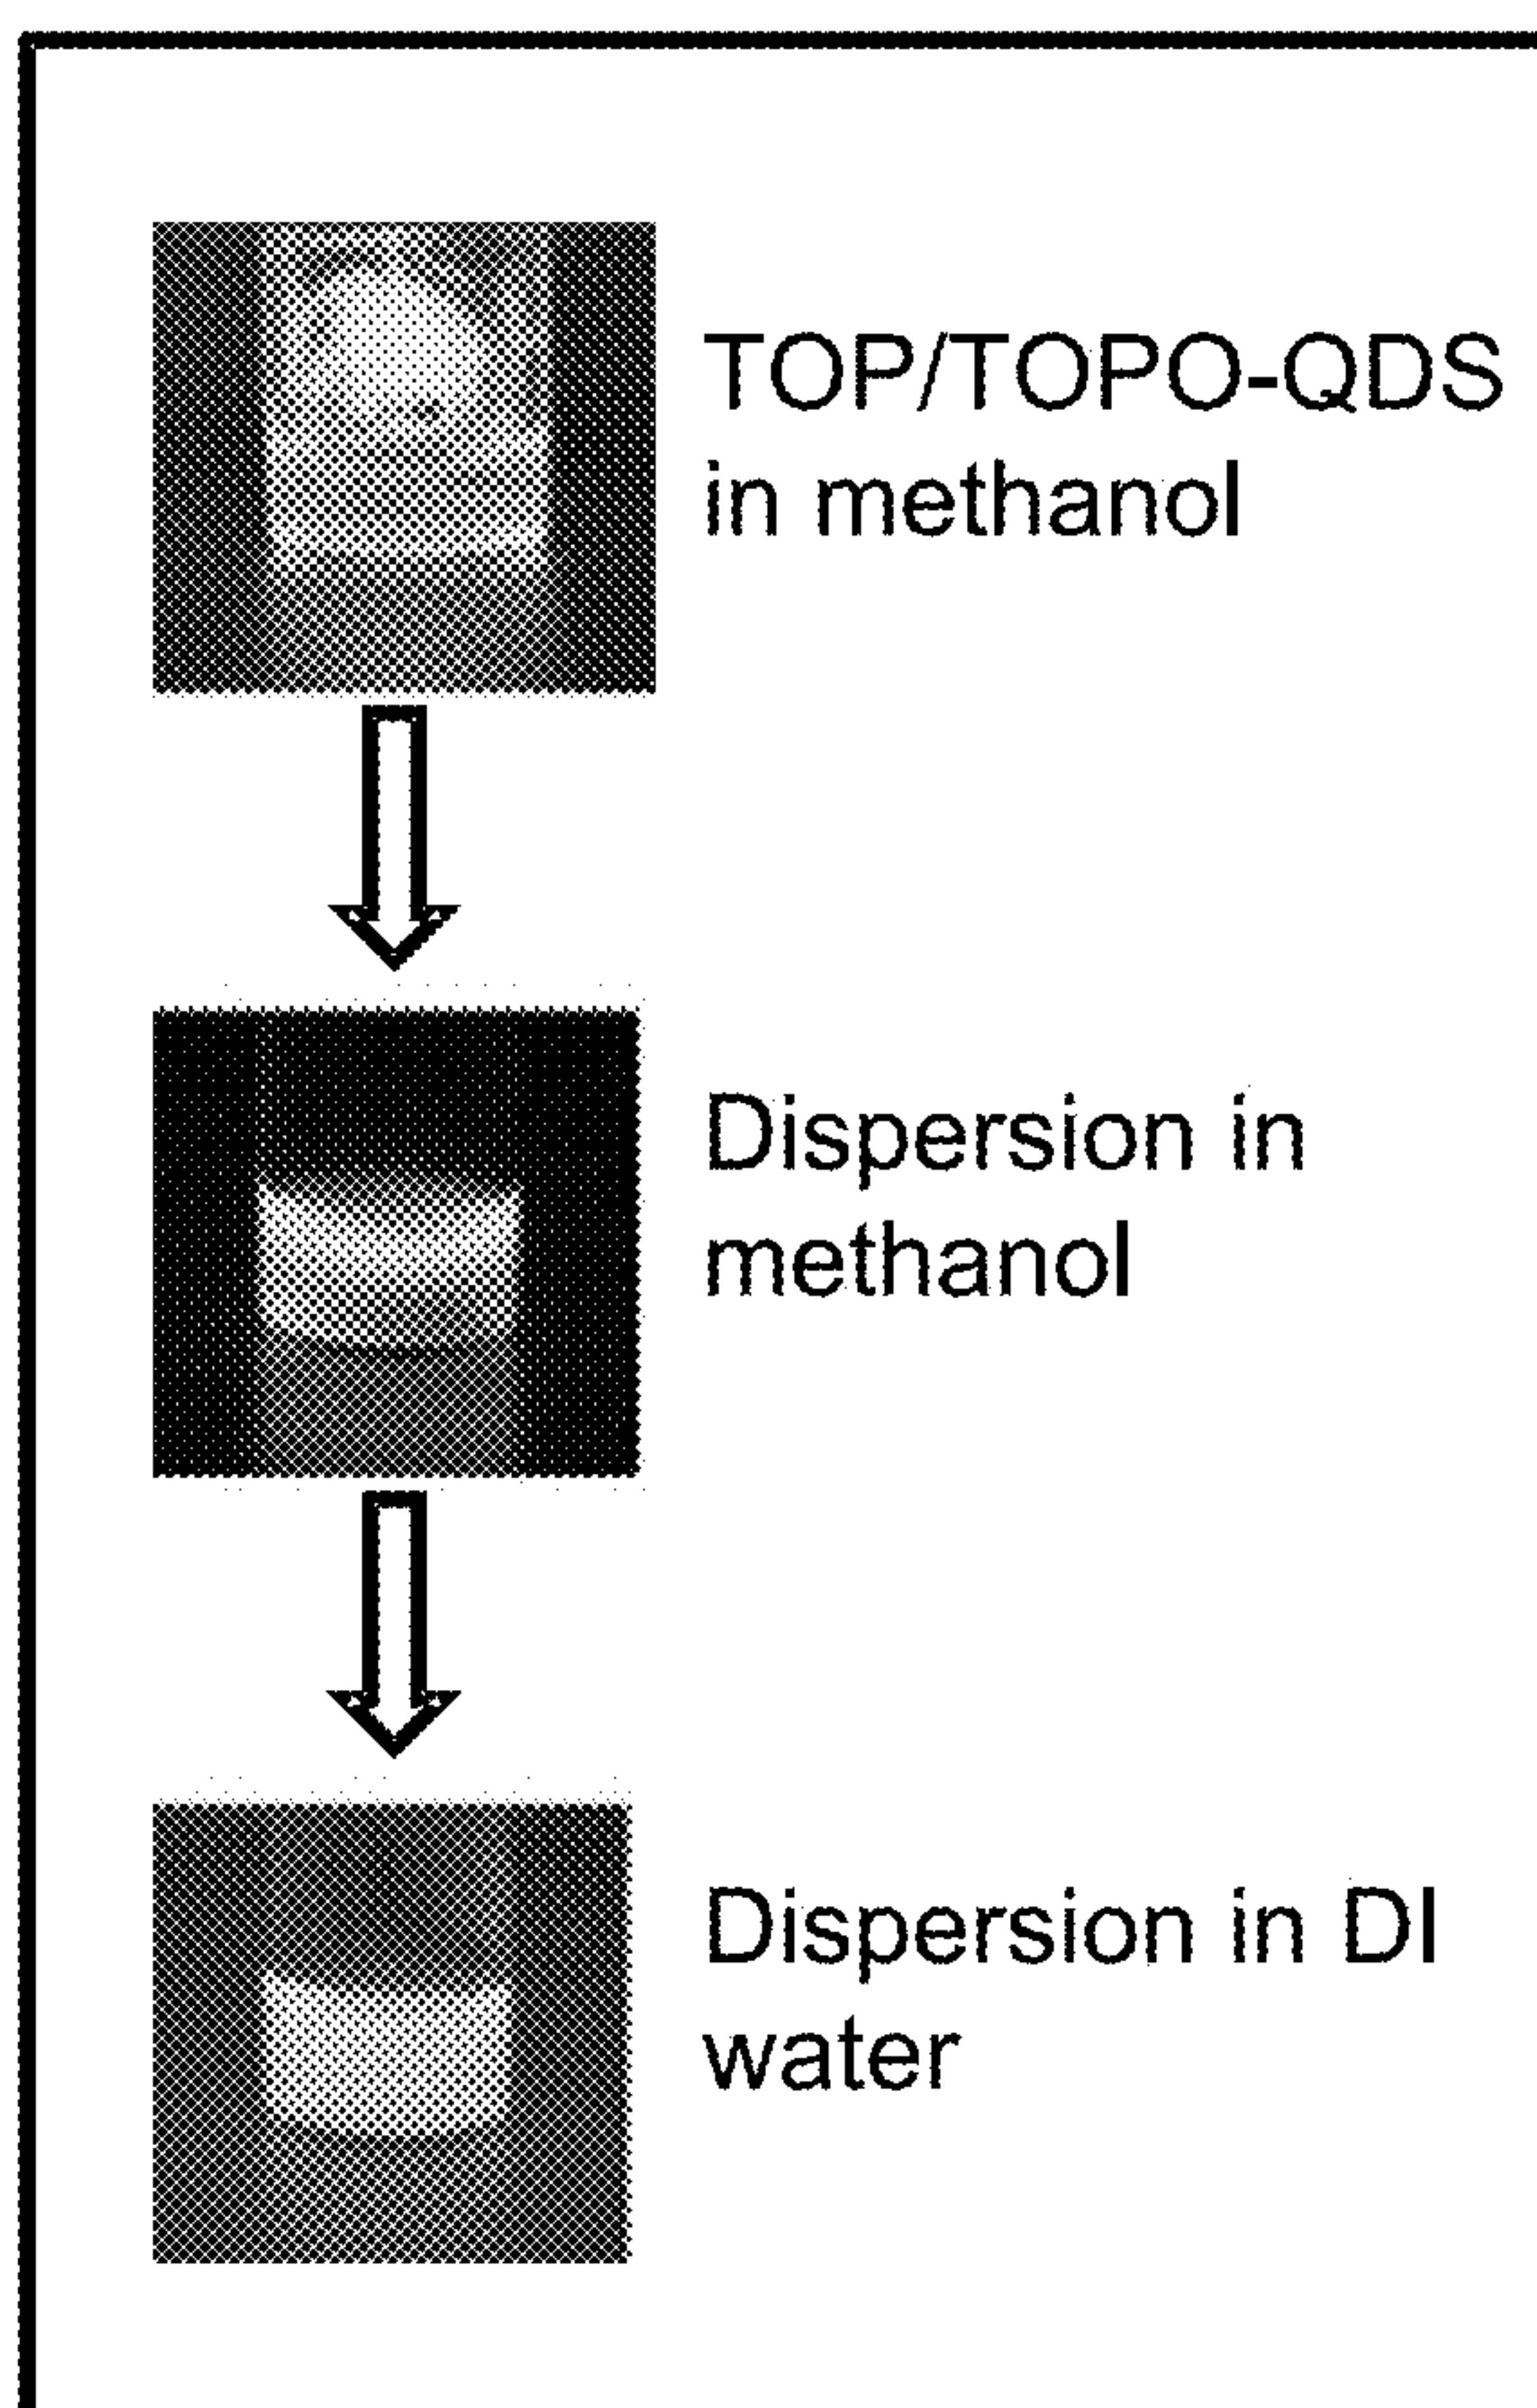 TOP/TOPO-QDS
in methanol
Dispersion in
methanol
Dispersion in DI
water